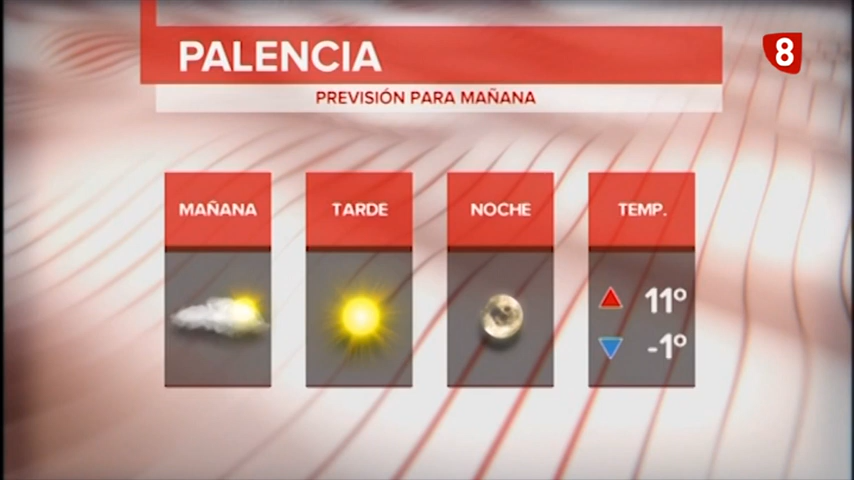 PALENCIA
8
PREVISIÓN PARA MAÑANA
MAÑANA
TARDE
NOCHE
TEMP.
11º
-1º